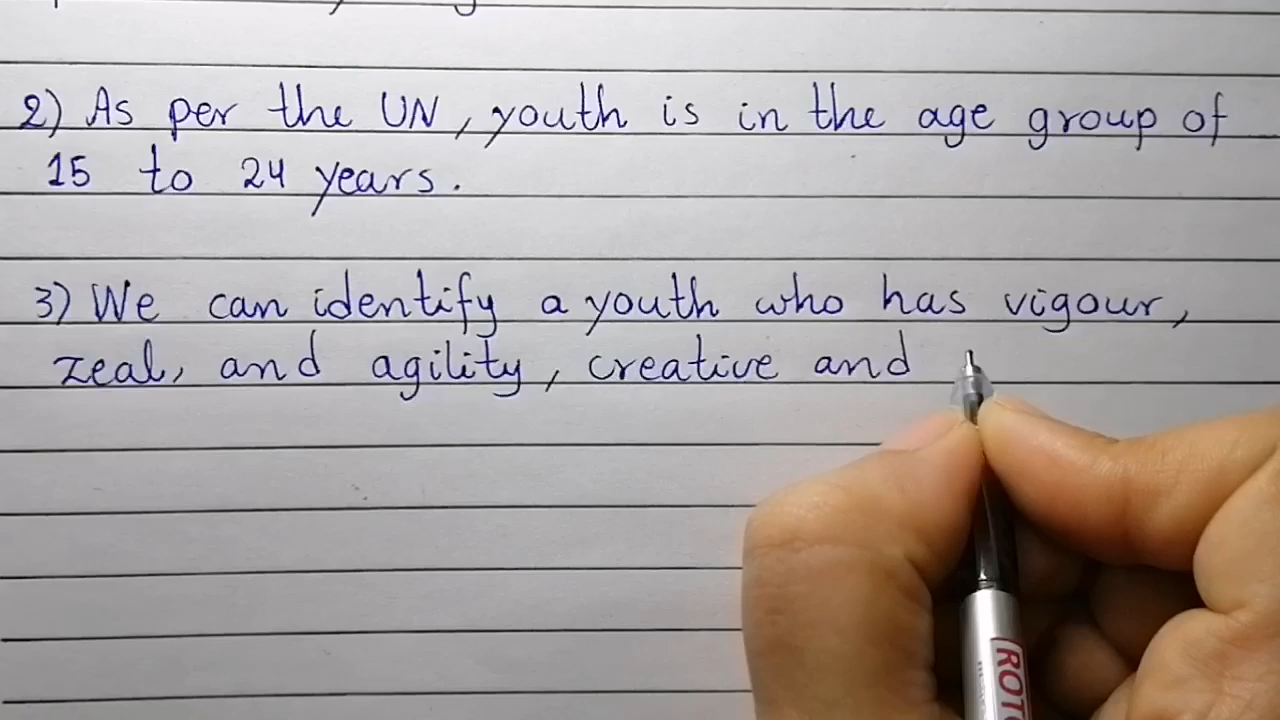 2) As per the UN, youth is in the age group of
15 to 24 years.
3) We can identify a youth who has vigour,
zeal, and agility, creative and
ROTO